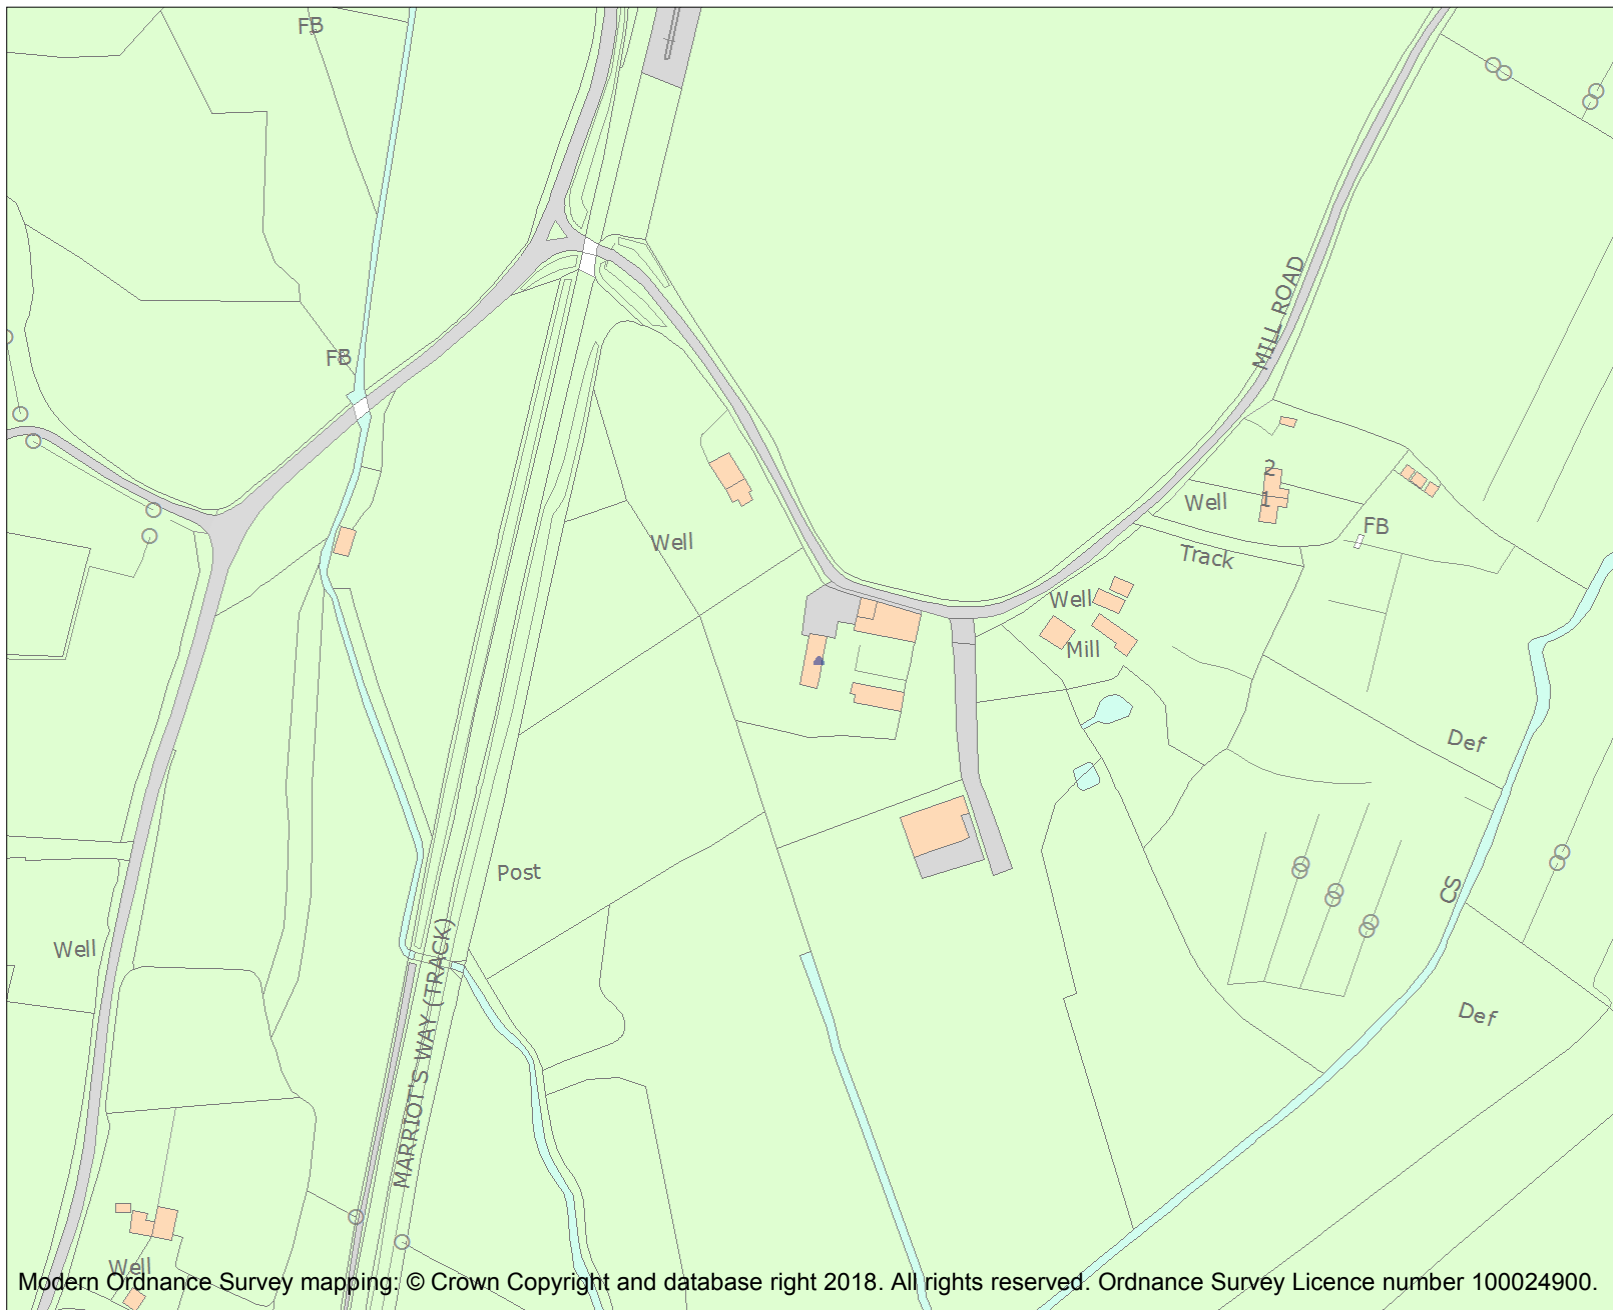 FB
MILL ROAD
FB
2
Well
1
FB
Well
Track
Well
Mill
Def
Post
CS
Well
MARRIOT'S WAY (TRACK)
Def
Well
Modern Ordnance Survey mapping: © Crown Copyright and database right 2018. All rights reserved. Ordnance Survey Licence number 100024900.